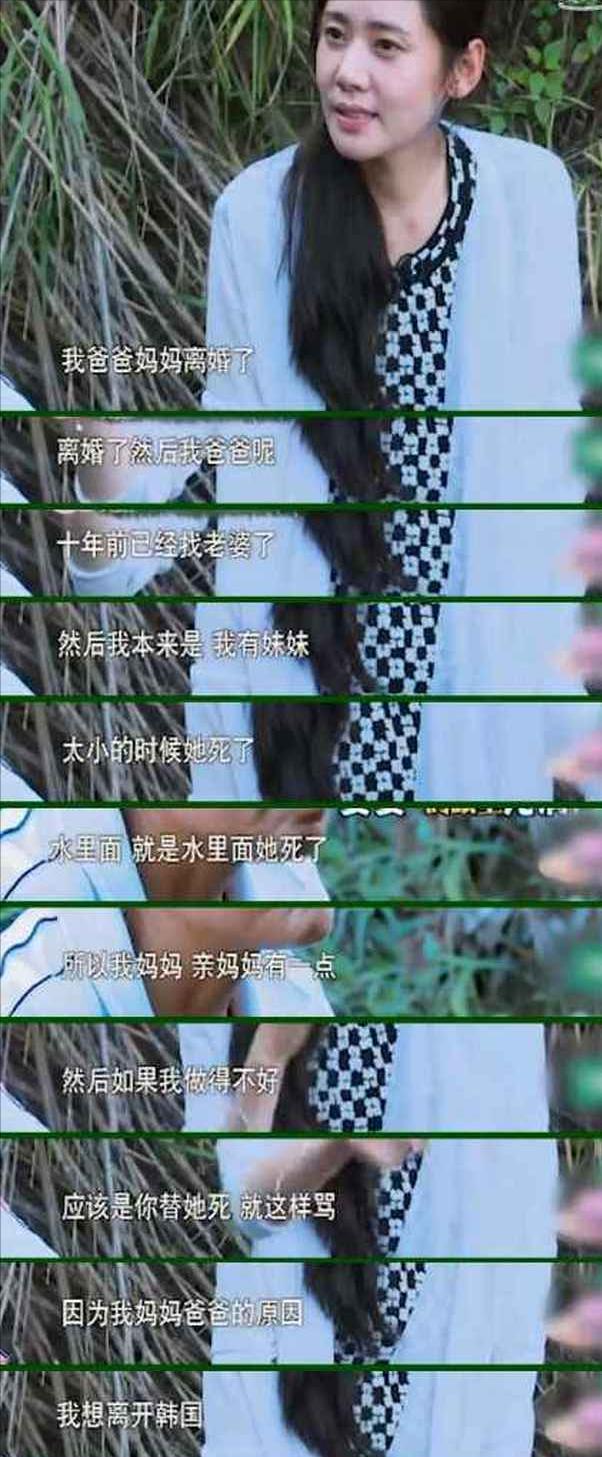 我爸爸妈妈离婚了
离婚了然后我爸爸呢
十年前已经找老婆了
然后我本来是 我有妹妹
太小的时候她死了
水里面 就是水里面她死了
所以我妈妈 亲妈妈有一点
然后如果我做得不好
应该是你替她死 就这样骂
因为我妈妈爸爸的原因
我想离开韩国